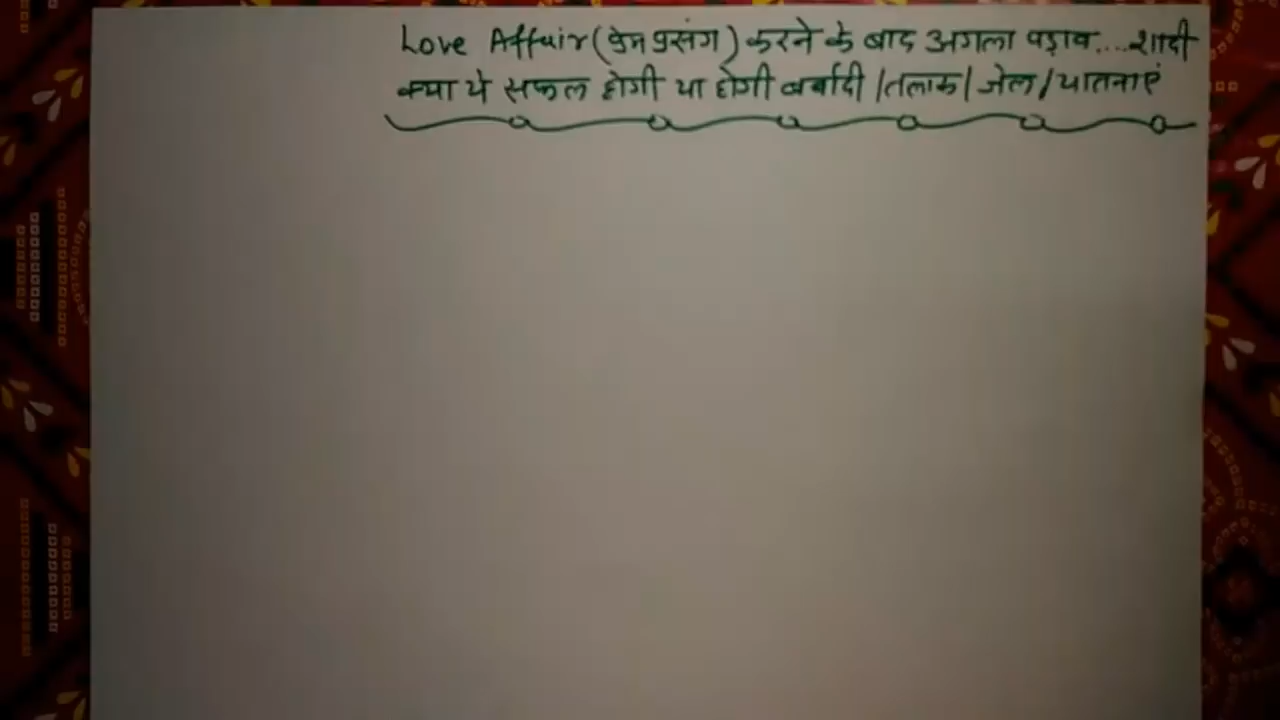 Love Affair (प्रेम प्रसंग) करने के बाद अगला पड़ाव....शादी
क्या ये सफल होगी या होगी बर्बादी /तलाक/ जेल/यातनाएं